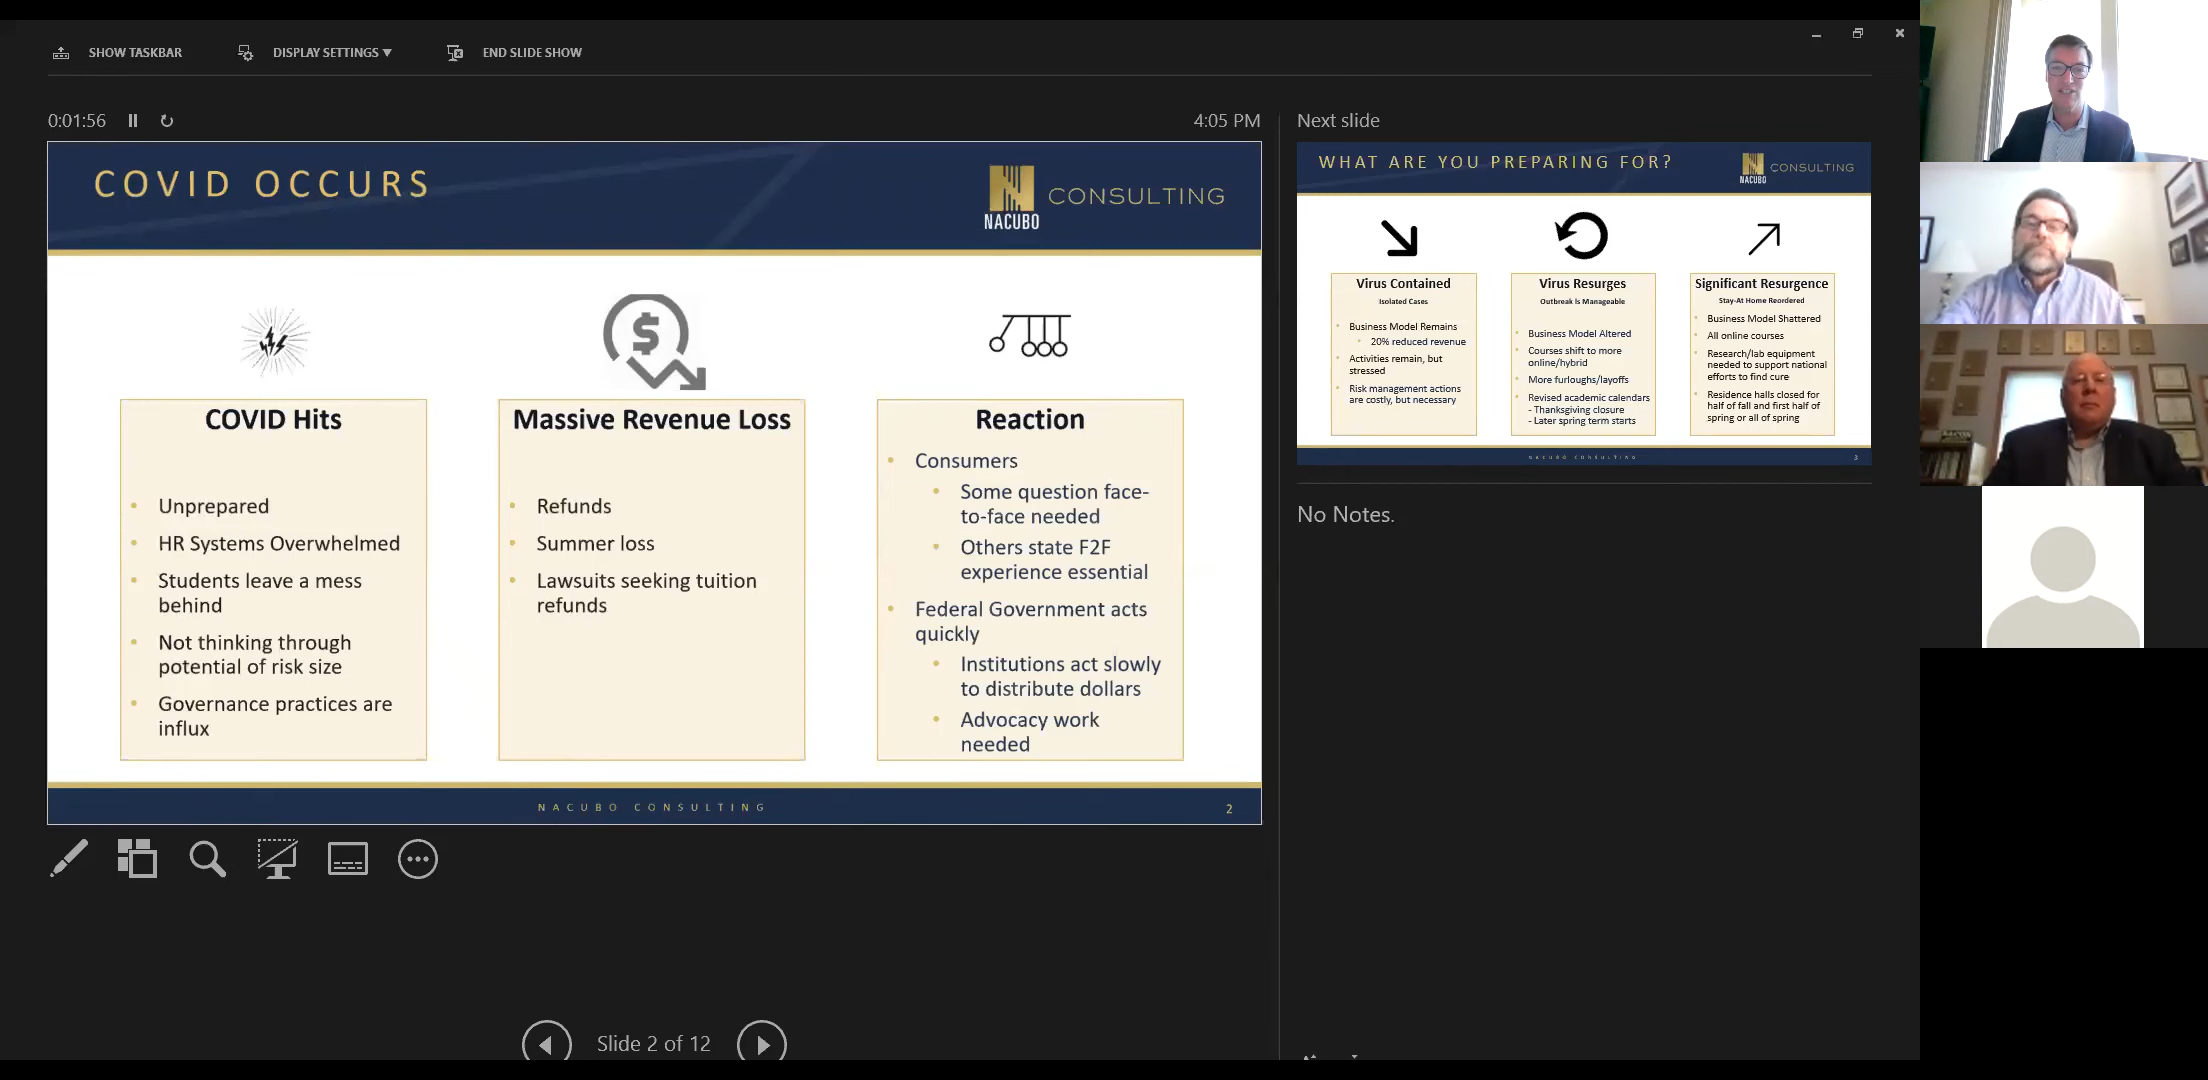 SHOW TASKBAR
DISPLAY SETTINGS ▼
END SLIDE SHOW
0:01:56
4:05 PM
COVID OCCURS
NACUBO
CONSULTING
COVID Hits
• Unprepared
• HR Systems Overwhelmed
• Students leave a mess
behind
• Not thinking through
potential of risk size
• Governance practices are
influx
Massive Revenue Loss
• Refunds
• Summer loss
• Lawsuits seeking tuition
refunds
Reaction
• Consumers
• Some question face-
to-face needed
• Others state F2F
experience essential
• Federal Government acts
quickly
• Institutions act slowly
to distribute dollars
• Advocacy work
needed
NACUBO CONSULTING
2
Slide 2 of 12
Next slide
WHAT ARE YOU PREPARING FOR?
NACUBO
CONSULTING
Virus Contained
Isolated Cases
• Business Model Remains
• 20% reduced revenue
• Activities remain, but
stressed
• Risk management actions
are costly, but necessary
Virus Resurges
Outbreak Is Manageable
• Business Model Altered
• Courses shift to more
online/hybrid
• More furloughs/layoffs
• Revised academic calendars
- Thanksgiving closure
- Later spring term starts
Significant Resurgence
Stay-At Home Reordered
• Business Model Shattered
• All online courses
• Research/lab equipment
needed to support national
efforts to find cure
• Residence halls closed for
half of fall and first half of
spring or all of spring
NACUBO CONSULTING
3
No Notes.